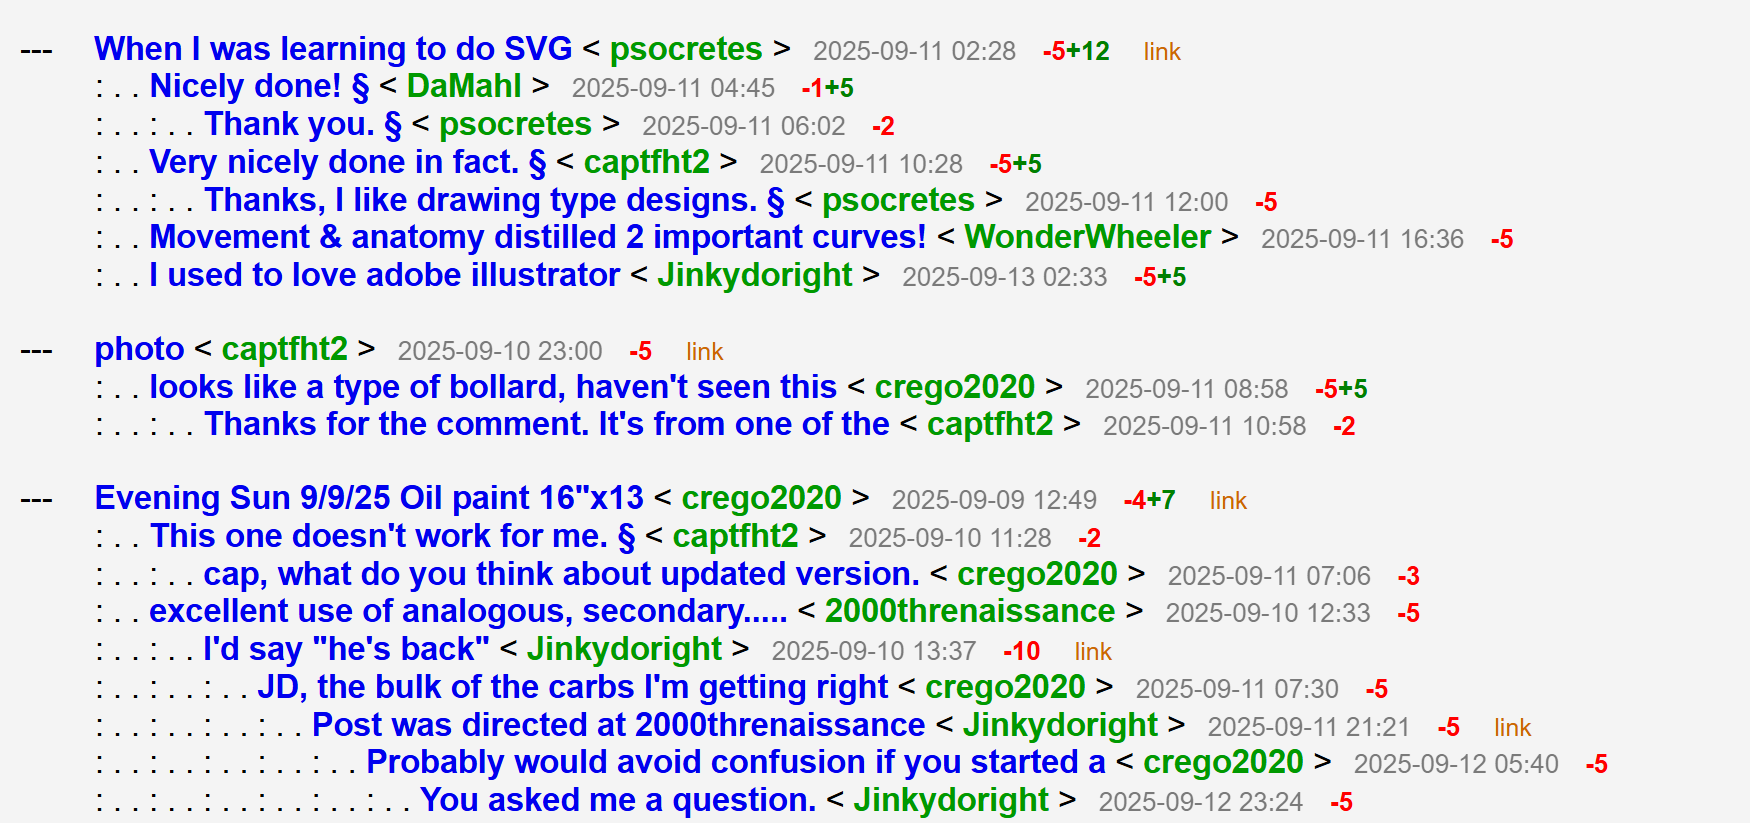 --- When I was learning to do SVG < psocretes > 2025-09-11 02:28 -5+12 link
: . . Nicely done! § < DaMahl > 2025-09-11 04:45 -1+5
: . . : . . Thank you. § < psocretes > 2025-09-11 06:02 -2
: . . Very nicely done in fact. § < captfht2 > 2025-09-11 10:28 -5+5
: . . : . . Thanks, I like drawing type designs. § < psocretes > 2025-09-11 12:00 -5
: . . Movement & anatomy distilled 2 important curves! < WonderWheeler > 2025-09-11 16:36 -5
: . . I used to love adobe illustrator < Jinkydoright > 2025-09-13 02:33 -5+5
--- photo < captfht2 > 2025-09-10 23:00 -5 link
: . . looks like a type of bollard, haven't seen this < crego2020 > 2025-09-11 08:58 -5+5
: . . : . . Thanks for the comment. It's from one of the < captfht2 > 2025-09-11 10:58 -2
--- Evening Sun 9/9/25 Oil paint 16"x13 < crego2020 > 2025-09-09 12:49 -4+7 link
: . . This one doesn't work for me. § < captfht2 > 2025-09-10 11:28 -2
: . . : . . cap, what do you think about updated version. < crego2020 > 2025-09-11 07:06 -3
: . . excellent use of analogous, secondary..... < 2000threnaissance > 2025-09-10 12:33 -5
: . . : . . I'd say "he's back" < Jinkydoright > 2025-09-10 13:37 -10 link
: . . : . . : . . JD, the bulk of the carbs I'm getting right < crego2020 > 2025-09-11 07:30 -5
: . . : . . : . . : . . Post was directed at 2000threnaissance < Jinkydoright > 2025-09-11 21:21 -5 link
: . . : . . : . . : . . : . . Probably would avoid confusion if you started a < crego2020 > 2025-09-12 05:40 -5
: . . : . . : . . : . . : . . : . . You asked me a question. < Jinkydoright > 2025-09-12 23:24 -5